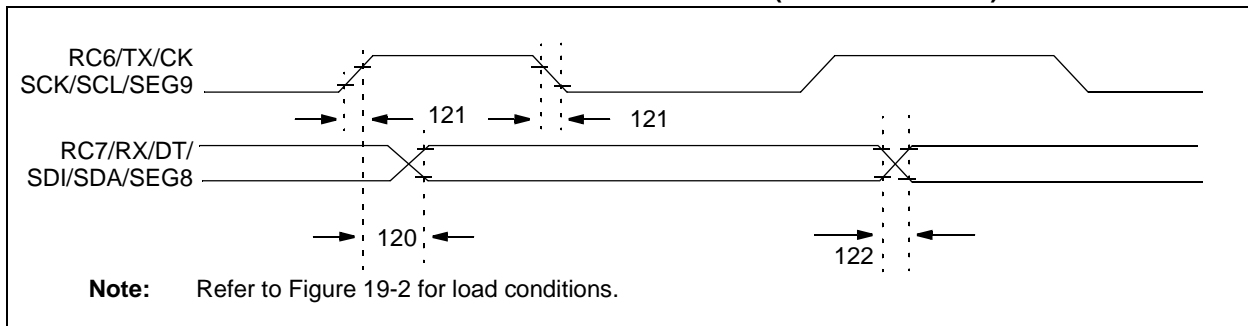 RC6/TX/CK
SCK/SCL/SEG9
121
121
RC7/RX/DT/
SDI/SDA/SEG8
120
122
Note: Refer to Figure 19-2 for load conditions.